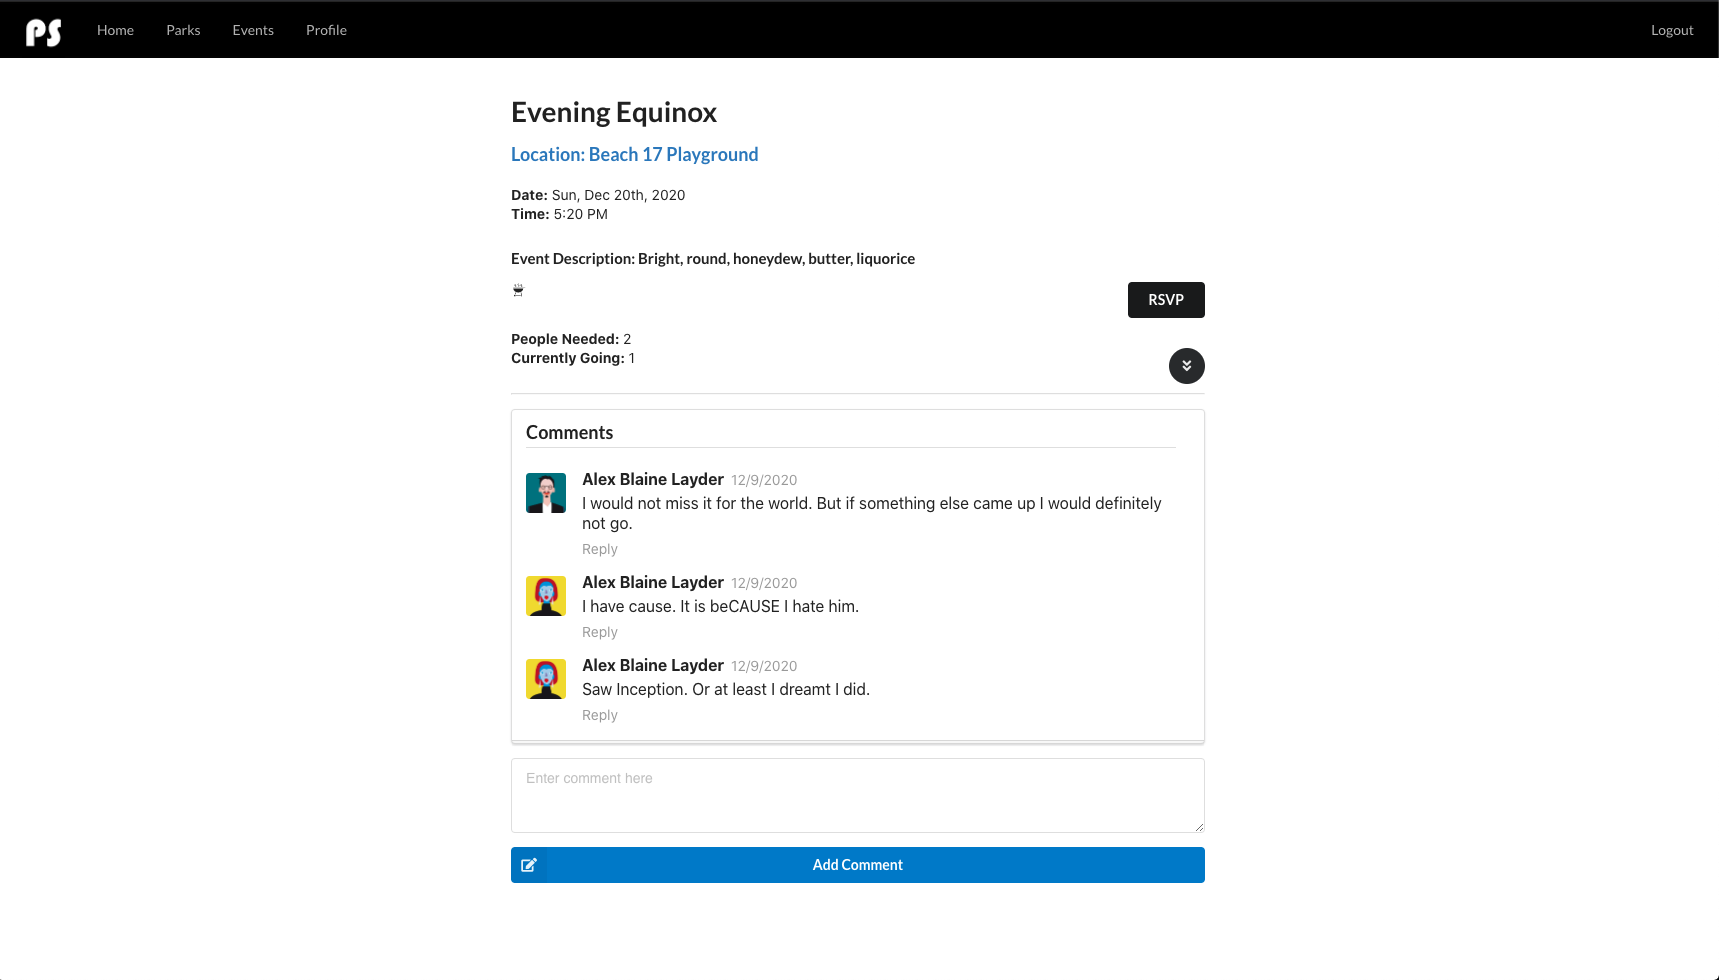 PS Home Parks Events Profile Logout
Evening Equinox
Location: Beach 17 Playground
Date: Sun, Dec 20th, 2020
Time: 5:20 PM
Event Description: Bright, round, honeydew, butter, liquorice
RSVP
People Needed: 2
Currently Going: 1
Comments
Alex Blaine Layder 12/9/2020
I would not miss it for the world. But if something else came up I would definitely
not go.
Reply
Alex Blaine Layder 12/9/2020
I have cause. It is beCAUSE I hate him.
Reply
Alex Blaine Layder 12/9/2020
Saw Inception. Or at least I dreamt I did.
Reply
Enter comment here
Add Comment